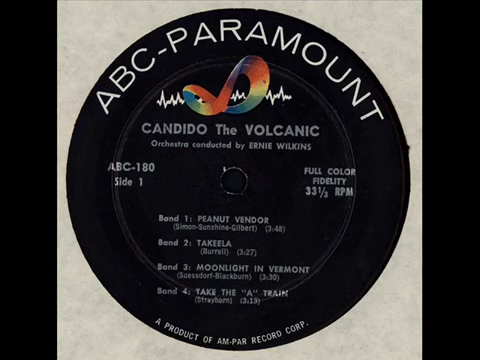 ABC-PARAMOUNT
CANDIDO The VOLCANIC
Orchestra conducted by ERNIE WILKINS
ABC-180
Side 1
FULL COLOR
FIDELITY
33⅓ RPM
Band 1: PEANUT VENDOR
(Simon-Sunshine-Gilbert) (3:48)
Band 2: TAKEELA
(Burrell) (3:27)
Band 3: MOONLIGHT IN VERMONT
(Suessdorf-Blackburn) (3:30)
Band 4: TAKE THE "A" TRAIN
(Strayhorn) (3:13)
A PRODUCT OF AM-PAR RECORD CORP.